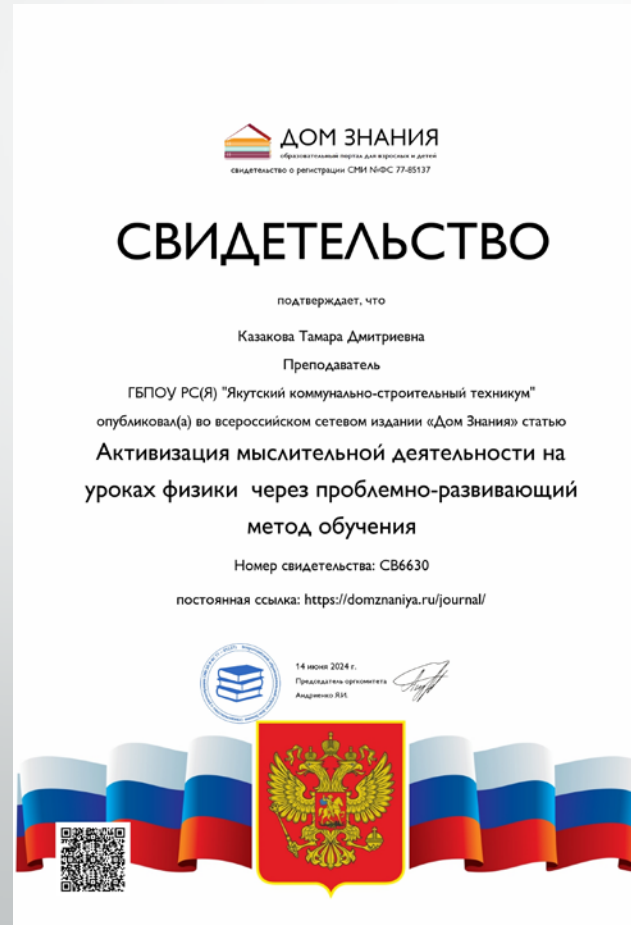 ДОМ ЗНАНИЯ
образовательный портал для взрослых и детей
свидетельство о регистрации СМИ №ФС 77-85137
СВИДЕТЕЛЬСТВО
подтверждает, что
Казакова Тамара Дмитриевна
Преподаватель
ГБПОУ РС(Я) "Якутский коммунально-строительный техникум"
опубликовал(а) во всероссийском сетевом издании «Дом Знания» статью
Активизация мыслительной деятельности на
уроках физики через проблемно-развивающий
метод обучения
Номер свидетельства: СВ6630
постоянная ссылка: https://domznaniya.ru/journal/
14 июня 2024 г.
Председатель оргкомитета
Андриенко Я.И.